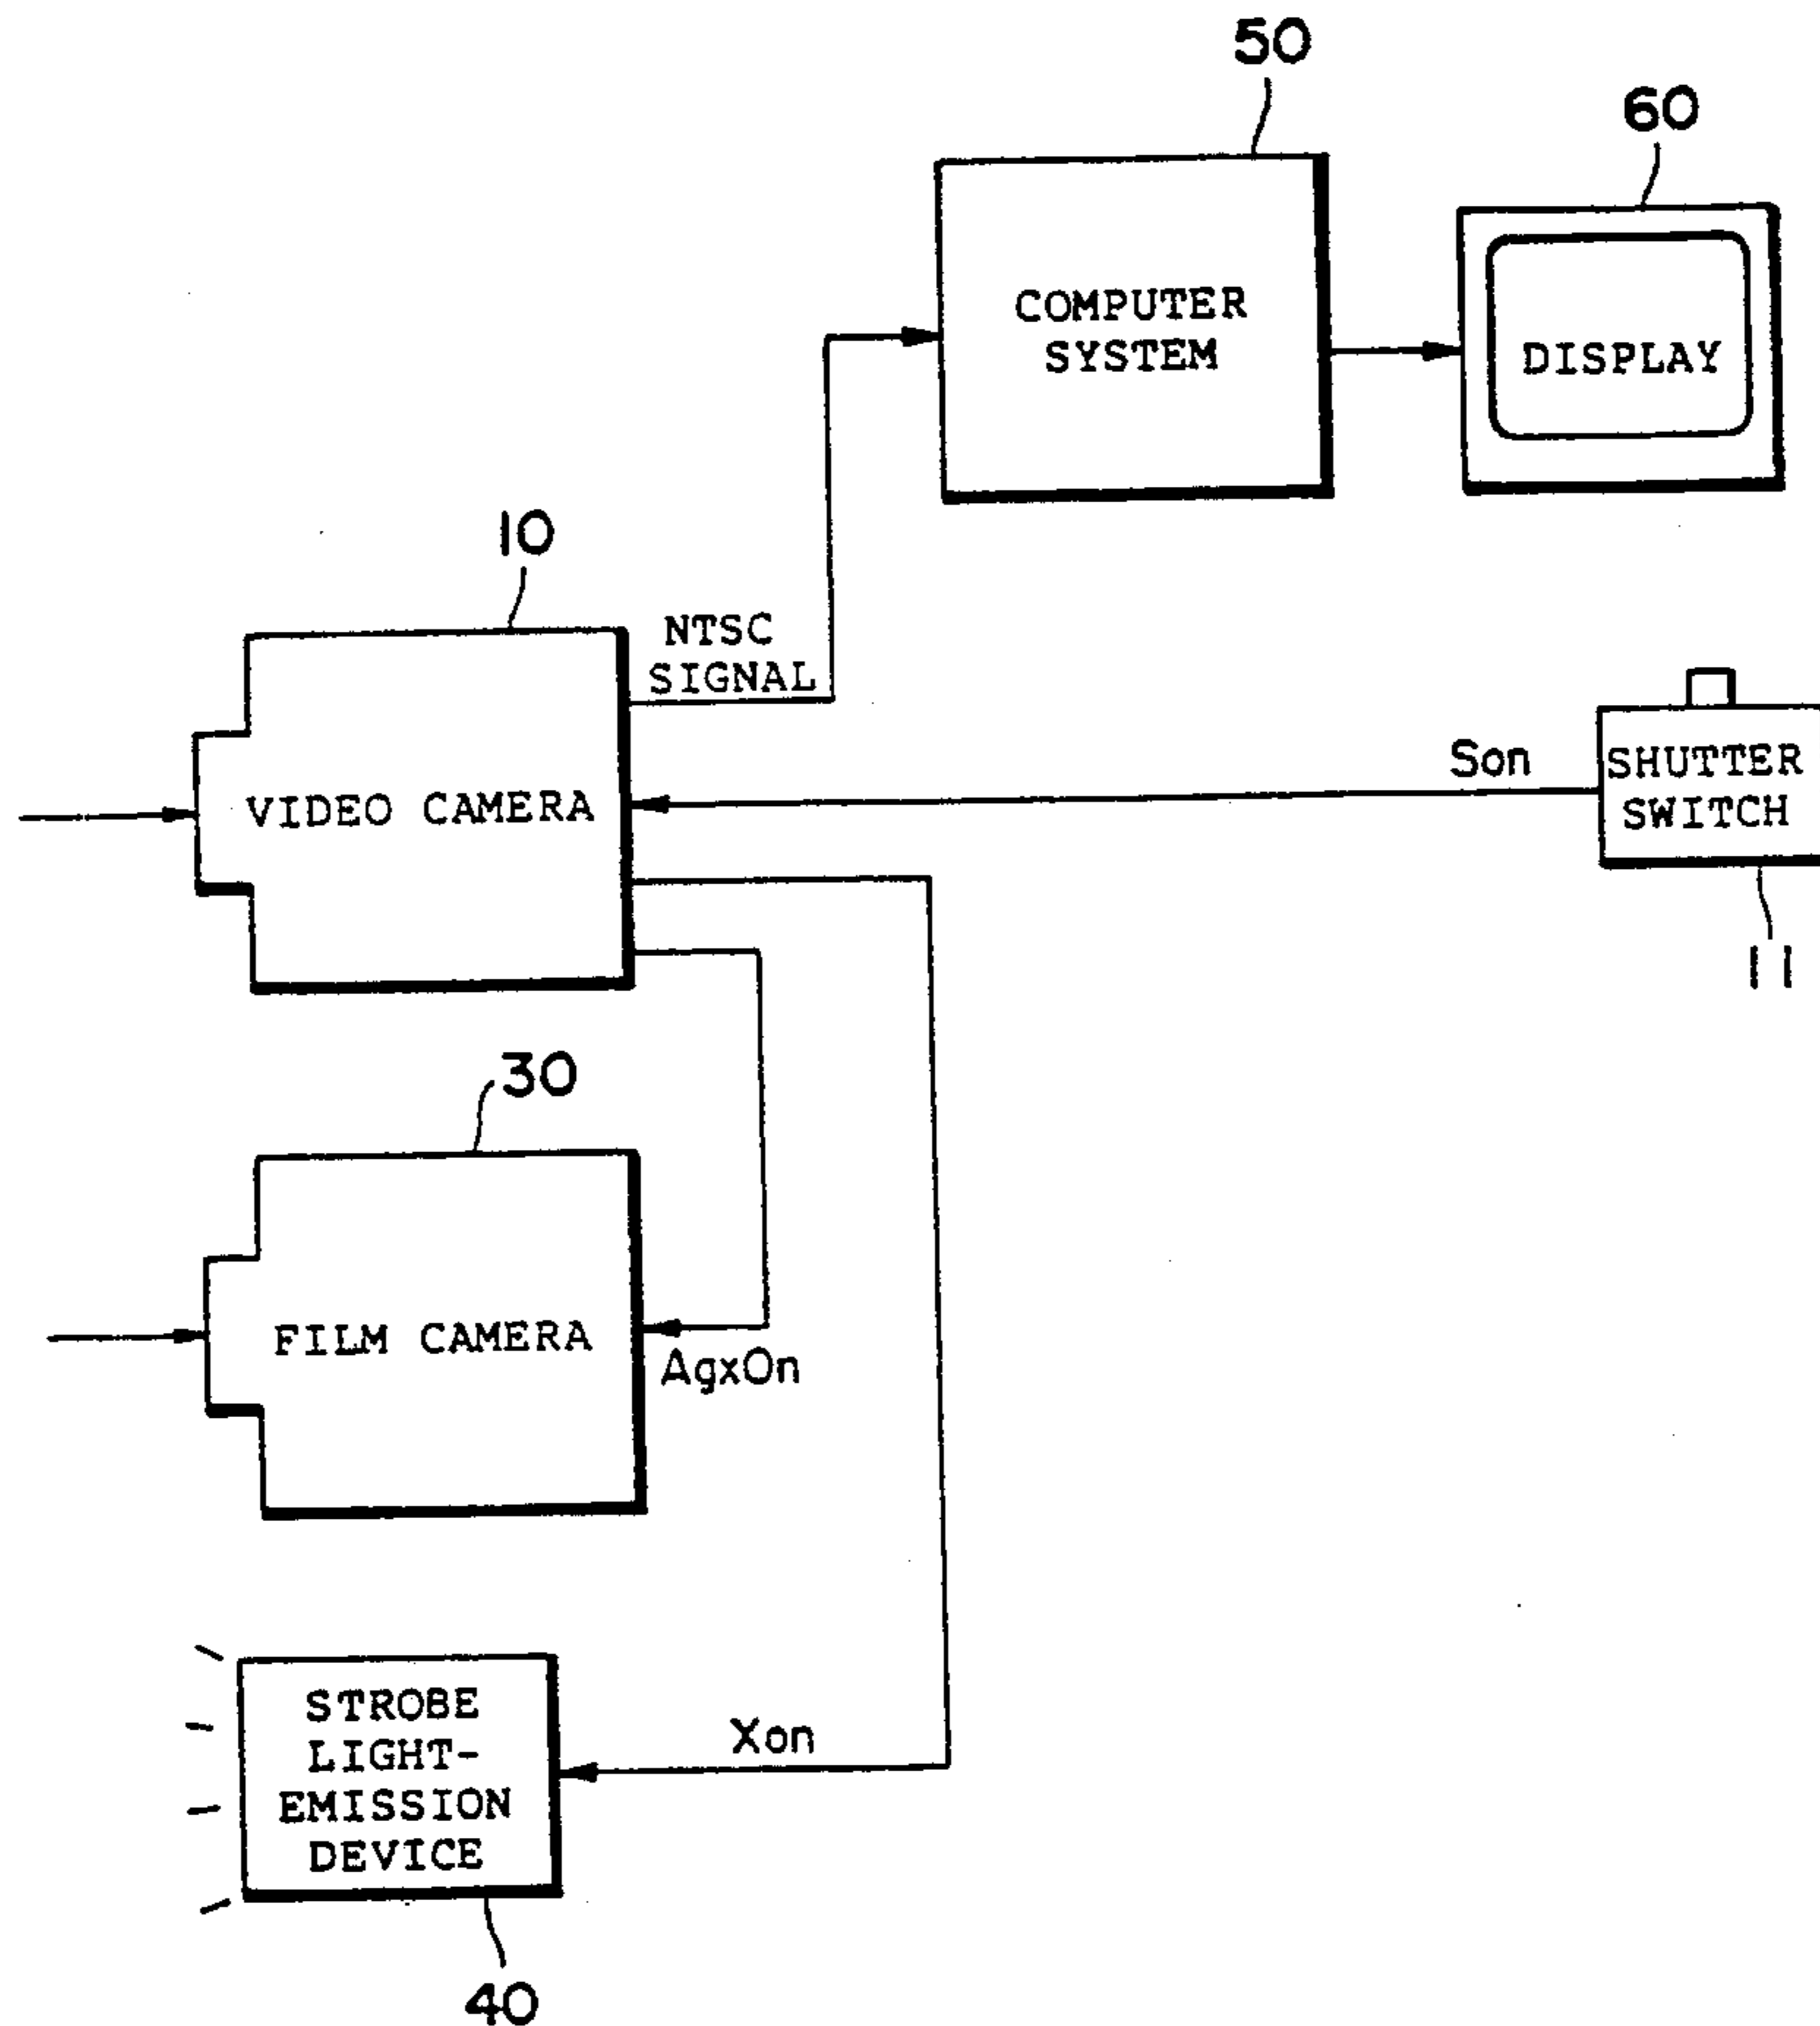 50
60
COMPUTER
SYSTEM
DISPLAY
10
NTSC
SIGNAL
Son
SHUTTER
SWITCH
VIDEO CAMERA
11
30
FILM CAMERA
AgxOn
STROBE
LIGHT-
EMISSION
DEVICE
Xon
40